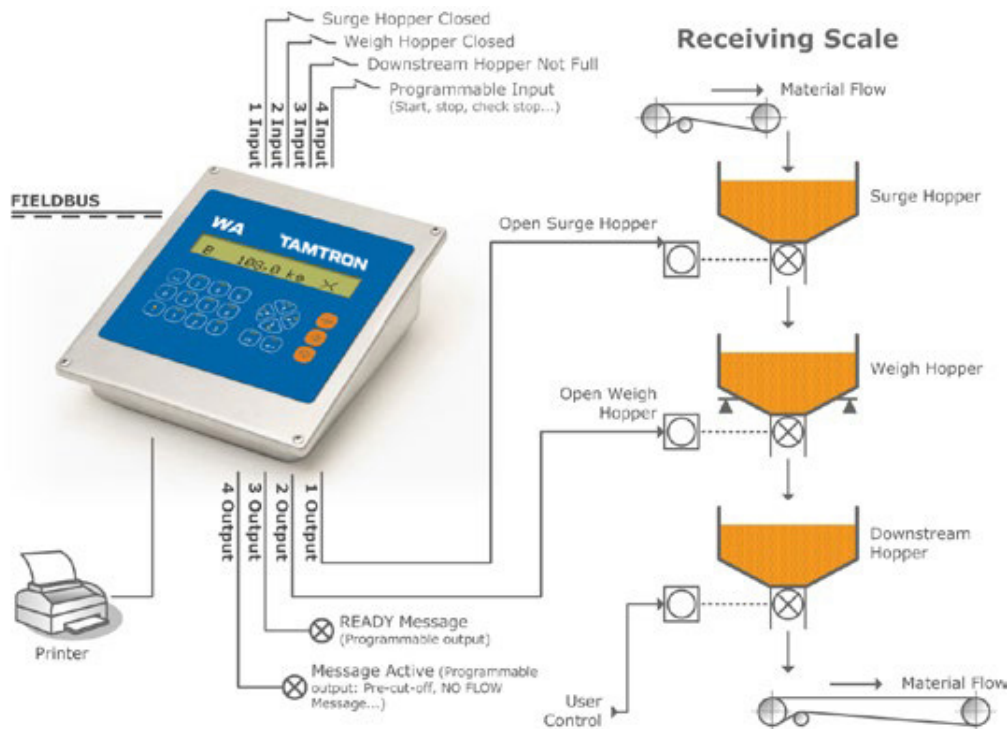 Surge Hopper Closed
Weigh Hopper Closed
Downstream Hopper Not Full
Programmable Input
(Start, stop, check stop...)
1 Input
2 Input
3 Input
4 Input
Receiving Scale
Material Flow
FIELDBUS
WA TAMTRON
108.0 kg
Surge Hopper
Open Surge Hopper
Weigh Hopper
Open Weigh
Hopper
Downstream
Hopper
4 Output
3 Output
2 Output
1 Output
READY Message
(Programmable output)
Printer
Message Active (Programmable
output: Pre-cut-off, NO FLOW
Message...)
User
Control
Material Flow